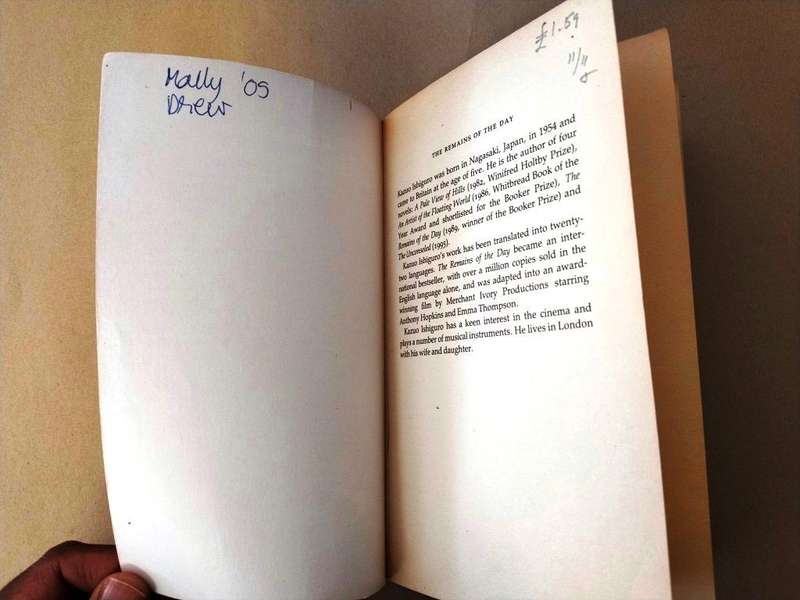 Mally '05
Drew
£1.59
11/11
THE REMAINS OF THE DAY
Kazuo Ishiguro was born in Nagasaki, Japan, in 1954 and
came to Britain at the age of five. He is the author of four
novels: A Pale View of Hills (1982, Winifred Holtby Prize),
An Artist of the Floating World (1986, Whitbread Book of the
Year Award and shortlisted for the Booker Prize), The
Remains of the Day (1989, winner of the Booker Prize) and
The Unconsoled (1995).
Kazuo Ishiguro's work has been translated into twenty-
two languages. The Remains of the Day became an inter-
national bestseller, with over a million copies sold in the
English language alone, and was adapted into an award-
winning film by Merchant Ivory Productions starring
Anthony Hopkins and Emma Thompson.
Kazuo Ishiguro has a keen interest in the cinema and
plays a number of musical instruments. He lives in London
with his wife and daughter.